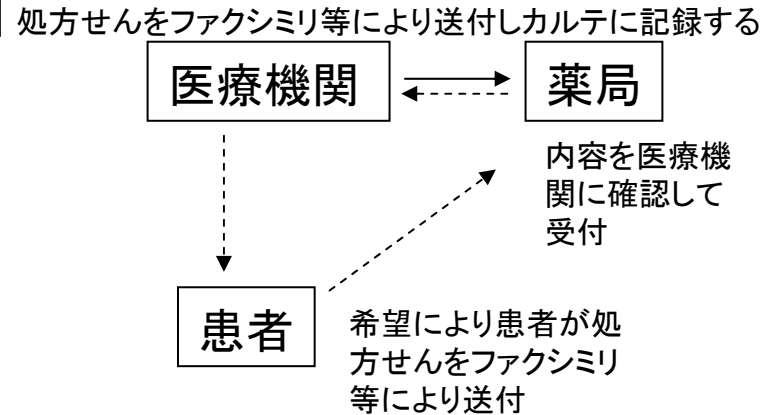 処方せんをファクシミリ等により送付しカルテに記録する
医療機関
薬局
内容を医療機
関に確認して
受付
患者
希望により患者が処
方せんをファクシミリ
等により送付